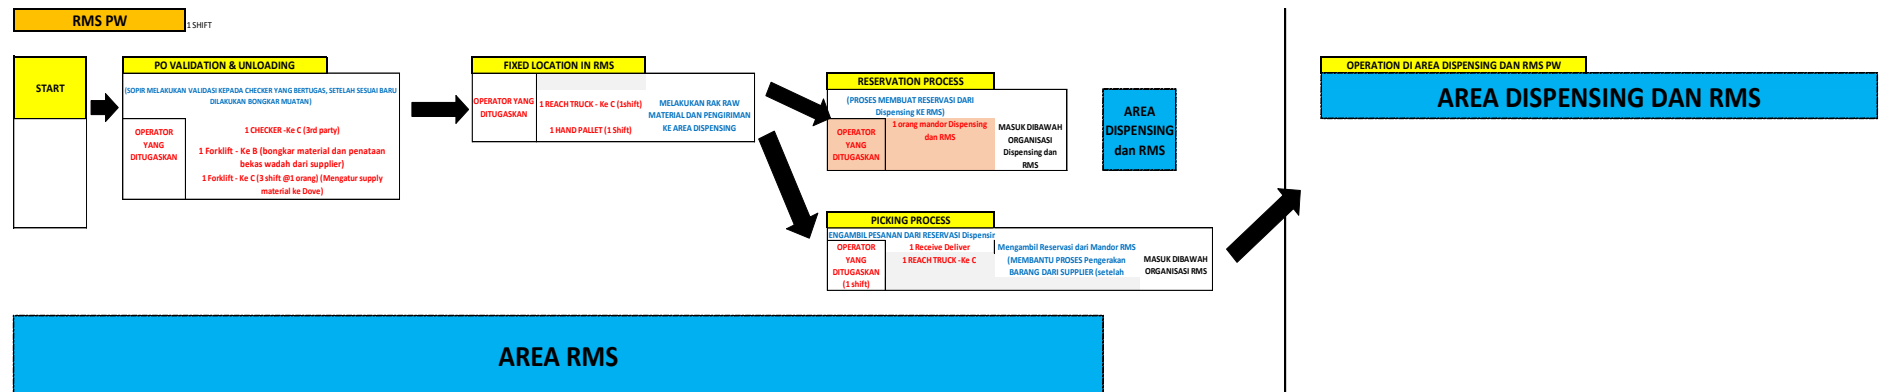 RMS PW
1 SHIFT
START
PO VALIDATION & UNLOADING
(SOPIR MELAKUKAN VALIDASI KEPADA CHECKER YANG BERTUGAS, SETELAH SESUAI BARU
DILAKUKAN BONGKAR MUATAN)
OPERATOR
YANG
DITUGASKAN
1 CHECKER -Ke C (3rd party)
1 Forklift - Ke B (bongkar material dan penataan
bekas wadah dari supplier)
1 Forklift - Ke C (3 shift @1 orang) (Mengatur supply
material ke Dove)
FIXED LOCATION IN RMS
OPERATOR YANG
DITUGASKAN
1 REACH TRUCK - Ke C (1shift)
1 HAND PALLET (1 Shift)
MELAKUKAN RAK RAW
MATERIAL DAN PENGIRIMAN
KE AREA DISPENSING
RESERVATION PROCESS
(PROSES MEMBUAT RESERVASI DARI
Dispensing KE RMS)
OPERATOR
YANG
DITUGASKAN
1 orang mandor Dispensing
dan RMS
MASUK DIBAWAH
ORGANISASI
Dispensing dan
RMS
AREA
DISPENSING
dan RMS
PICKING PROCESS
ENGAMBIL PESANAN DARI RESERVASI Dispensir
OPERATOR
YANG
DITUGASKAN
(1 shift)
1 Receive Deliver
1 REACH TRUCK -Ke C
Mengambil Reservasi dari Mandor RMS
(MEMBANTU PROSES Pengerakan
BARANG DARI SUPPLIER (setelah
MASUK DIBAWAH
ORGANISASI RMS
OPERATION DI AREA DISPENSING DAN RMS PW
AREA DISPENSING DAN RMS
AREA RMS